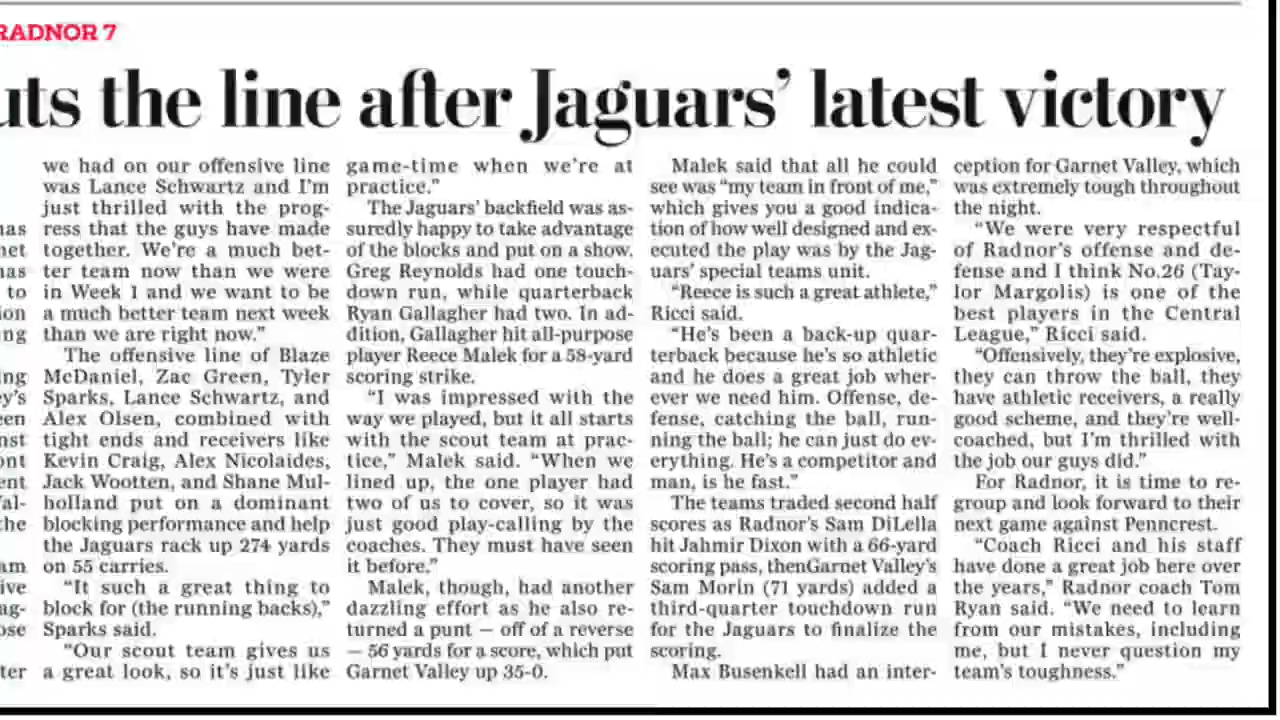 RADNOR 7
uts the line after Jaguars’ latest victory
has
net
has
to
ion
ng
ing
ey’s
een
nst
ont
ent
al-
the
am
ive
ag-
ose
ter
we had on our offensive line
was Lance Schwartz and I’m
just thrilled with the prog-
ress that the guys have made
together. We’re a much bet-
ter team now than we were
in Week 1 and we want to be
a much better team next week
than we are right now.”
The offensive line of Blaze
McDaniel, Zac Green, Tyler
Sparks, Lance Schwartz, and
Alex Olsen, combined with
tight ends and receivers like
Kevin Craig, Alex Nicolaides,
Jack Wootten, and Shane Mul-
holland put on a dominant
blocking performance and help
the Jaguars rack up 274 yards
on 55 carries.
“It such a great thing to
block for (the running backs),”
Sparks said.
“Our scout team gives us
a great look, so it’s just like
game-time when we’re at
practice.”
The Jaguars’ backfield was as-
suredly happy to take advantage
of the blocks and put on a show.
Greg Reynolds had one touch-
down run, while quarterback
Ryan Gallagher had two. In ad-
dition, Gallagher hit all-purpose
player Reece Malek for a 58-yard
scoring strike.
“I was impressed with the
way we played, but it all starts
with the scout team at prac-
tice,” Malek said. “When we
lined up, the one player had
two of us to cover, so it was
just good play-calling by the
coaches. They must have seen
it before.”
Malek, though, had another
dazzling effort as he also re-
turned a punt — off of a reverse
— 56 yards for a score, which put
Garnet Valley up 35-0.
Malek said that all he could
see was “my team in front of me,”
which gives you a good indica-
tion of how well designed and ex-
ecuted the play was by the Jag-
uars’ special teams unit.
“Reece is such a great athlete,”
Ricci said.
“He’s been a back-up quar-
terback because he’s so athletic
and he does a great job wher-
ever we need him. Offense, de-
fense, catching the ball, run-
ning the ball; he can just do ev-
erything. He’s a competitor and
man, is he fast.”
The teams traded second half
scores as Radnor’s Sam DiLella
hit Jahmir Dixon with a 66-yard
scoring pass, thenGarnet Valley’s
Sam Morin (71 yards) added a
third-quarter touchdown run
for the Jaguars to finalize the
scoring.
Max Busenkell had an inter-
ception for Garnet Valley, which
was extremely tough throughout
the night.
“We were very respectful
of Radnor’s offense and de-
fense and I think No.26 (Tay-
lor Margolis) is one of the
best players in the Central
League,” Ricci said.
“Offensively, they’re explosive,
they can throw the ball, they
have athletic receivers, a really
good scheme, and they’re well-
coached, but I’m thrilled with
the job our guys did.”
For Radnor, it is time to re-
group and look forward to their
next game against Penncrest.
“Coach Ricci and his staff
have done a great job here over
the years,” Radnor coach Tom
Ryan said. “We need to learn
from our mistakes, including
me, but I never question my
team’s toughness.”